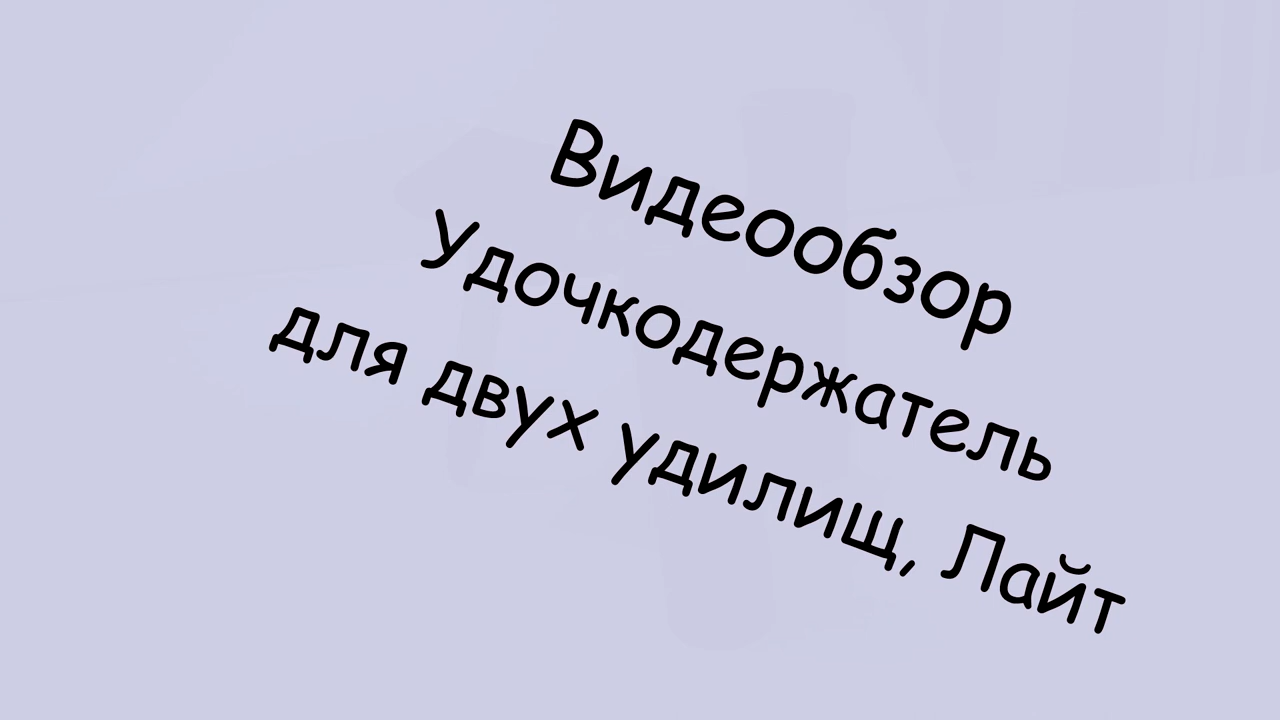 Видеообзор
Удочкодержатель
для двух удилищ, Лайт